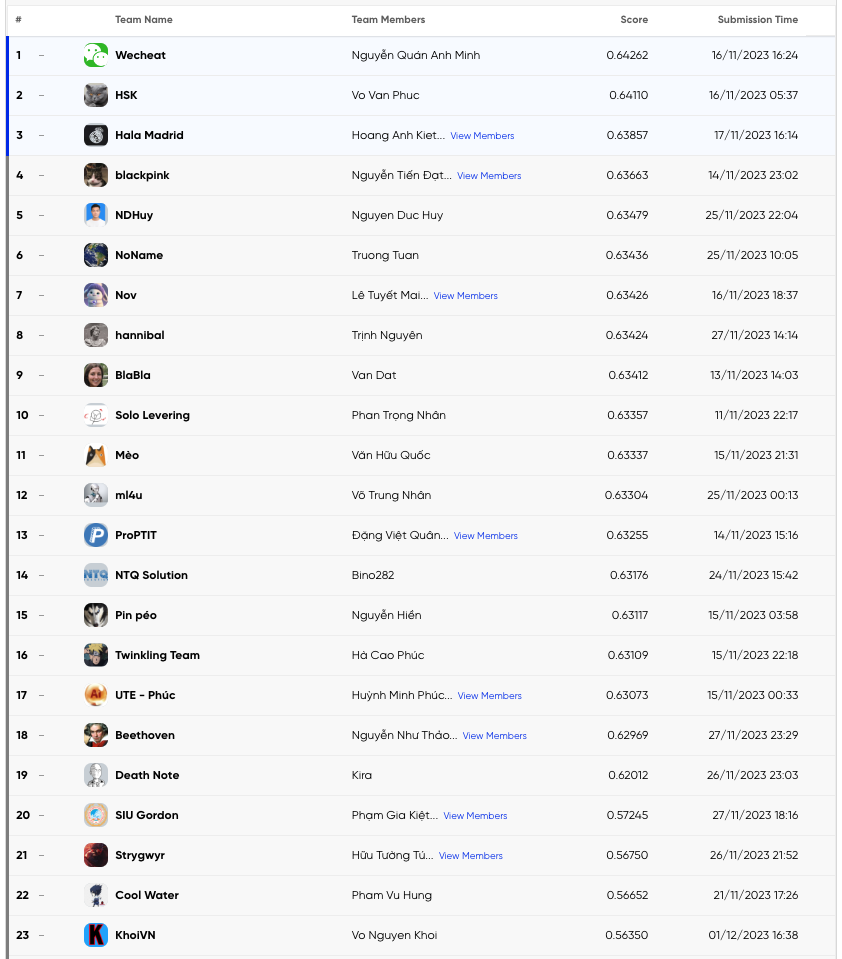 # Team Name Team Members Score Submission Time
1 – Wecheat Nguyễn Quán Anh Minh 0.64262 16/11/2023 16:24
2 – HSK Vo Van Phuc 0.64110 16/11/2023 05:37
3 – Hala Madrid Hoang Anh Kiet... View Members 0.63857 17/11/2023 16:14
4 – blackpink Nguyễn Tiến Đạt... View Members 0.63663 14/11/2023 23:02
5 – NDHuy Nguyen Duc Huy 0.63479 25/11/2023 22:04
6 – NoName Truong Tuan 0.63436 25/11/2023 10:05
7 – Nov Lê Tuyết Mai... View Members 0.63426 16/11/2023 18:37
8 – hannibal Trịnh Nguyên 0.63424 27/11/2023 14:14
9 – BlaBla Van Dat 0.63412 13/11/2023 14:03
10 – Solo Levering Phan Trọng Nhân 0.63357 11/11/2023 22:17
11 – Mèo Văn Hữu Quốc 0.63337 15/11/2023 21:31
12 – ml4u Võ Trung Nhân 0.63304 25/11/2023 00:13
13 – P ProPTIT Đặng Việt Quân... View Members 0.63255 14/11/2023 15:16
14 – NTQ NTQ Solution Bino282 0.63176 24/11/2023 15:42
15 – Pin péo Nguyễn Hiền 0.63117 15/11/2023 03:58
16 – Twinkling Team Hà Cao Phúc 0.63109 15/11/2023 22:18
17 – AI UTE - Phúc Huỳnh Minh Phúc... View Members 0.63073 15/11/2023 00:33
18 – Beethoven Nguyễn Như Thảo... View Members 0.62969 27/11/2023 23:29
19 – Death Note Kira 0.62012 26/11/2023 23:03
20 – SIU Gordon Phạm Gia Kiệt... View Members 0.57245 27/11/2023 18:16
21 – Strygwyr Hữu Tường Tú... View Members 0.56750 26/11/2023 21:52
22 – Cool Water Pham Vu Hung 0.56652 21/11/2023 17:26
23 – K KhoiVN Vo Nguyen Khoi 0.56350 01/12/2023 16:38